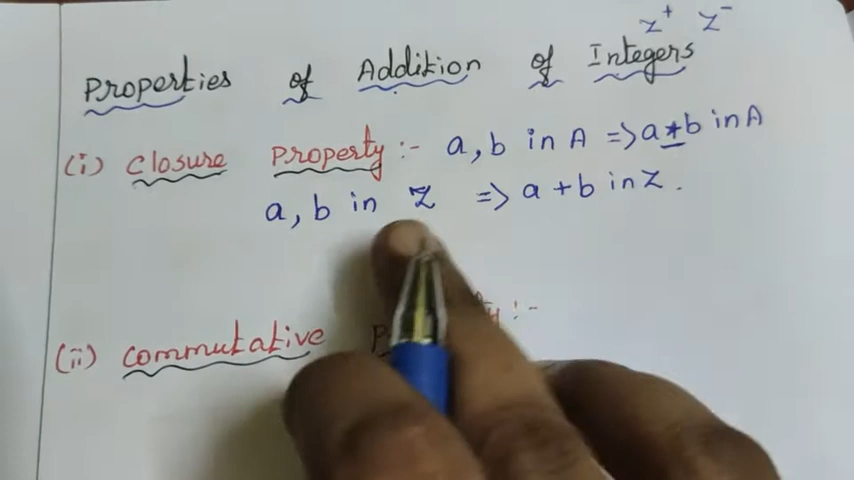 z⁺ z⁻
Properties of Addition of Integers
(i) closure Property :- a, b in A => a * b in A
a, b in Z => a + b in Z.
(ii) commutative :-